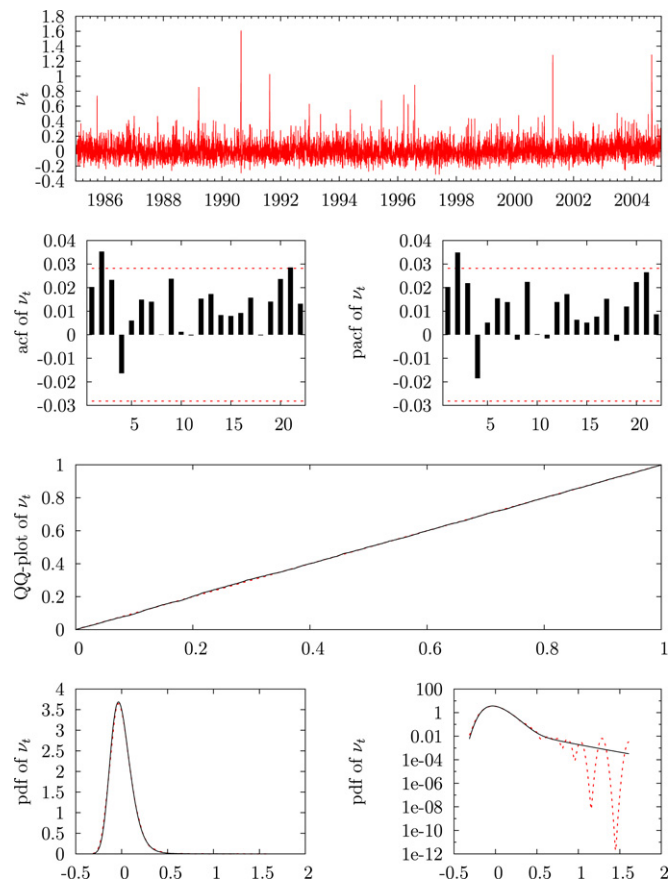 1.8
1.6
1.4
1.2
1
0.8
0.6
0.4
0.2
0
-0.2
-0.4
ν_t
1986 1988 1990 1992 1994 1996 1998 2000 2002 2004
0.04
0.03
0.02
0.01
0
-0.01
-0.02
-0.03
acf of ν_t
5 10 15 20
0.04
0.03
0.02
0.01
0
-0.01
-0.02
-0.03
pacf of ν_t
5 10 15 20
1
0.8
0.6
0.4
0.2
0
QQ-plot of ν_t
0 0.2 0.4 0.6 0.8 1
4
3.5
3
2.5
2
1.5
1
0.5
0
pdf of ν_t
-0.5 0 0.5 1 1.5 2
100
1
0.01
1e-04
1e-06
1e-08
1e-10
1e-12
pdf of ν_t
-0.5 0 0.5 1 1.5 2